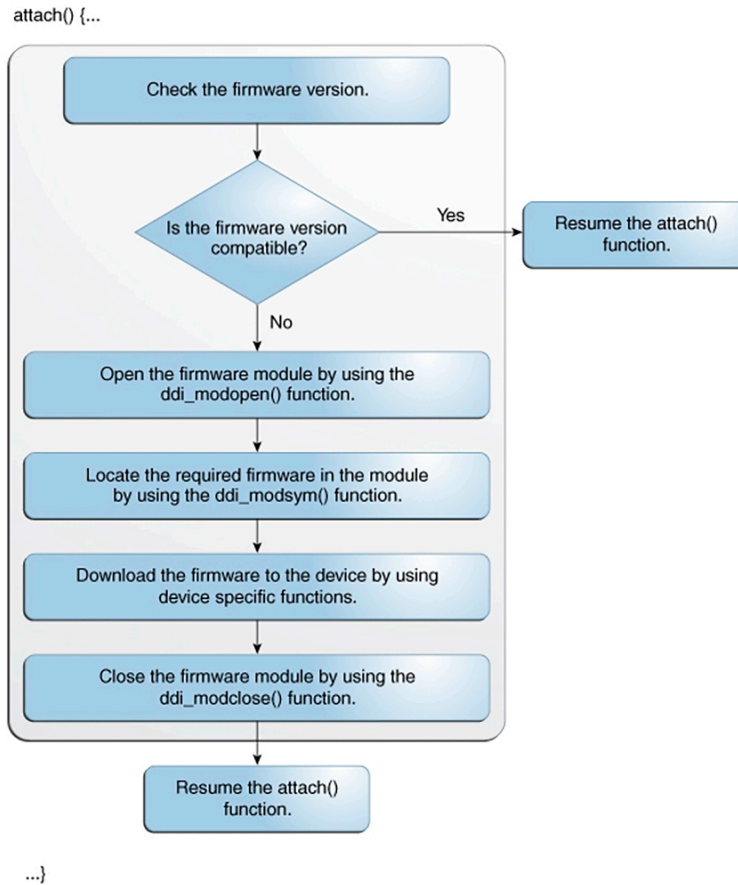 attach() {...
Check the firmware version.
Is the firmware version
compatible?
Yes
Resume the attach()
function.
No
Open the firmware module by using the
ddi_modopen() function.
Locate the required firmware in the module
by using the ddi_modsym() function.
Download the firmware to the device by using
device specific functions.
Close the firmware module by using the
ddi_modclose() function.
Resume the attach()
function.
...}